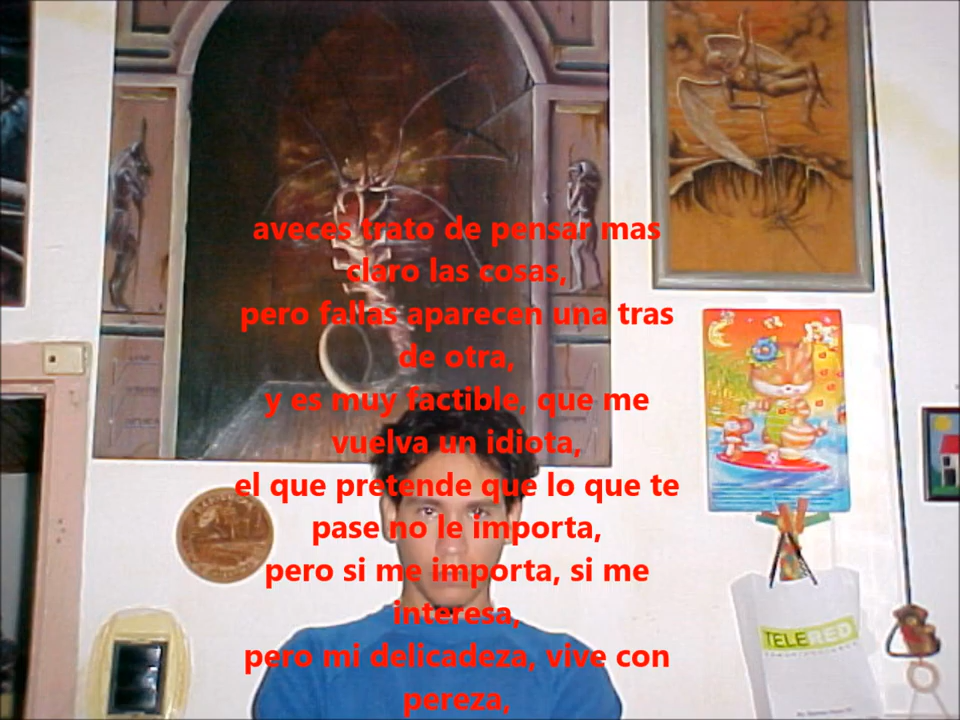 aveces trato de pensar mas
claro las cosas,
pero fallas aparecen una tras
de otra,
y es muy factible, que me
vuelva un idiota,
el que pretende que lo que te
pase no le importa,
pero si me importa, si me
interesa,
pero mi delicadeza, vive con
pereza,
TELERED